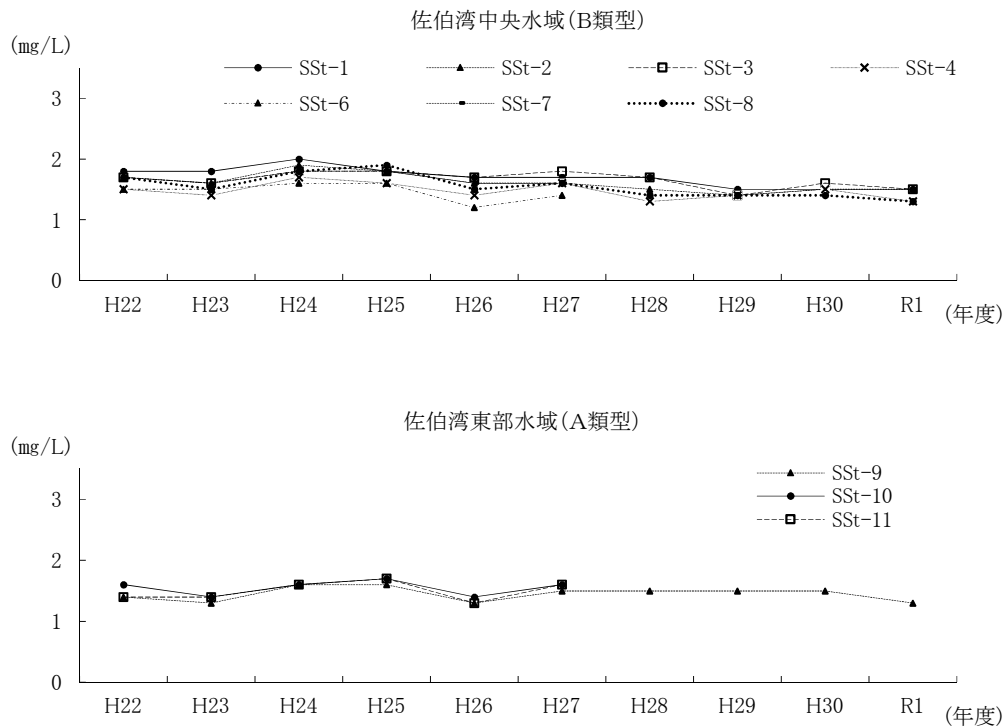 佐伯湾中央水域(B類型)
(mg/L)
SSt-1 SSt-2 SSt-3 SSt-4
SSt-6 SSt-7 SSt-8
3
2
1
0
H22 H23 H24 H25 H26 H27 H28 H29 H30 R1
(年度)
佐伯湾東部水域(A類型)
(mg/L)
SSt-9
SSt-10
SSt-11
3
2
1
0
H22 H23 H24 H25 H26 H27 H28 H29 H30 R1
(年度)